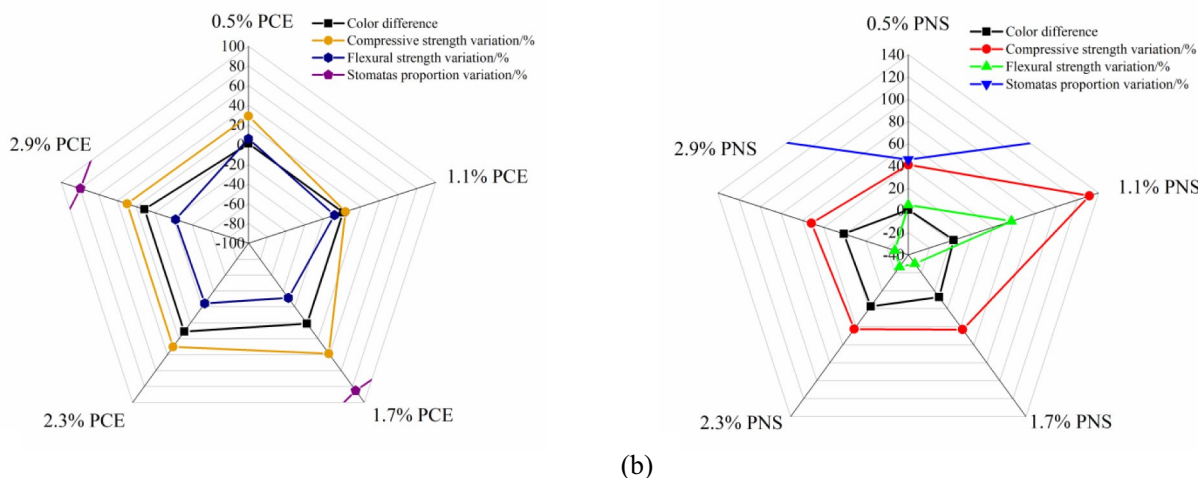 0.5% PCE
Color difference
Compressive strength variation/%
Flexural strength variation/%
Stomatas proportion variation/%
100
80
60
40
20
0
-20
-40
-60
-80
-100
1.1% PCE
1.7% PCE
2.3% PCE
2.9% PCE
0.5% PNS
Color difference
Compressive strength variation/%
Flexural strength variation/%
Stomatas proportion variation/%
140
120
100
80
60
40
20
0
-20
-40
1.1% PNS
1.7% PNS
2.3% PNS
2.9% PNS
(b)